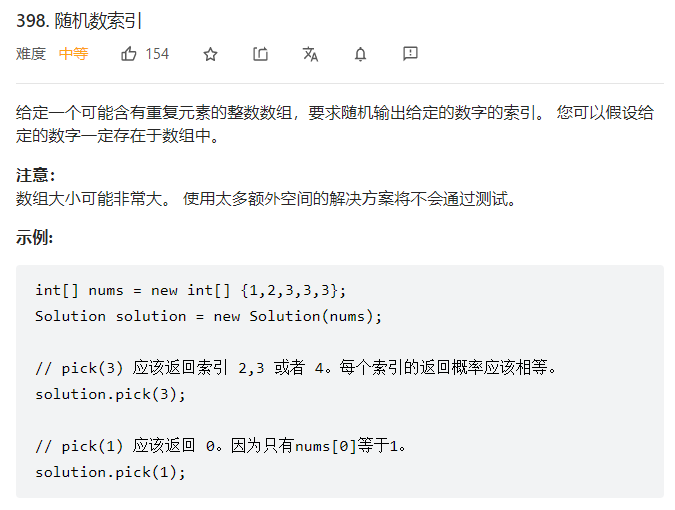 398. 随机数索引
难度 中等 154
给定一个可能含有重复元素的整数数组，要求随机输出给定的数字的索引。 您可以假设给
定的数字一定存在于数组中。
注意：
数组大小可能非常大。 使用太多额外空间的解决方案将不会通过测试。
示例:
int[] nums = new int[] {1,2,3,3,3};
Solution solution = new Solution(nums);
// pick(3) 应该返回索引 2,3 或者 4。每个索引的返回概率应该相等。
solution.pick(3);
// pick(1) 应该返回 0。因为只有nums[0]等于1。
solution.pick(1);